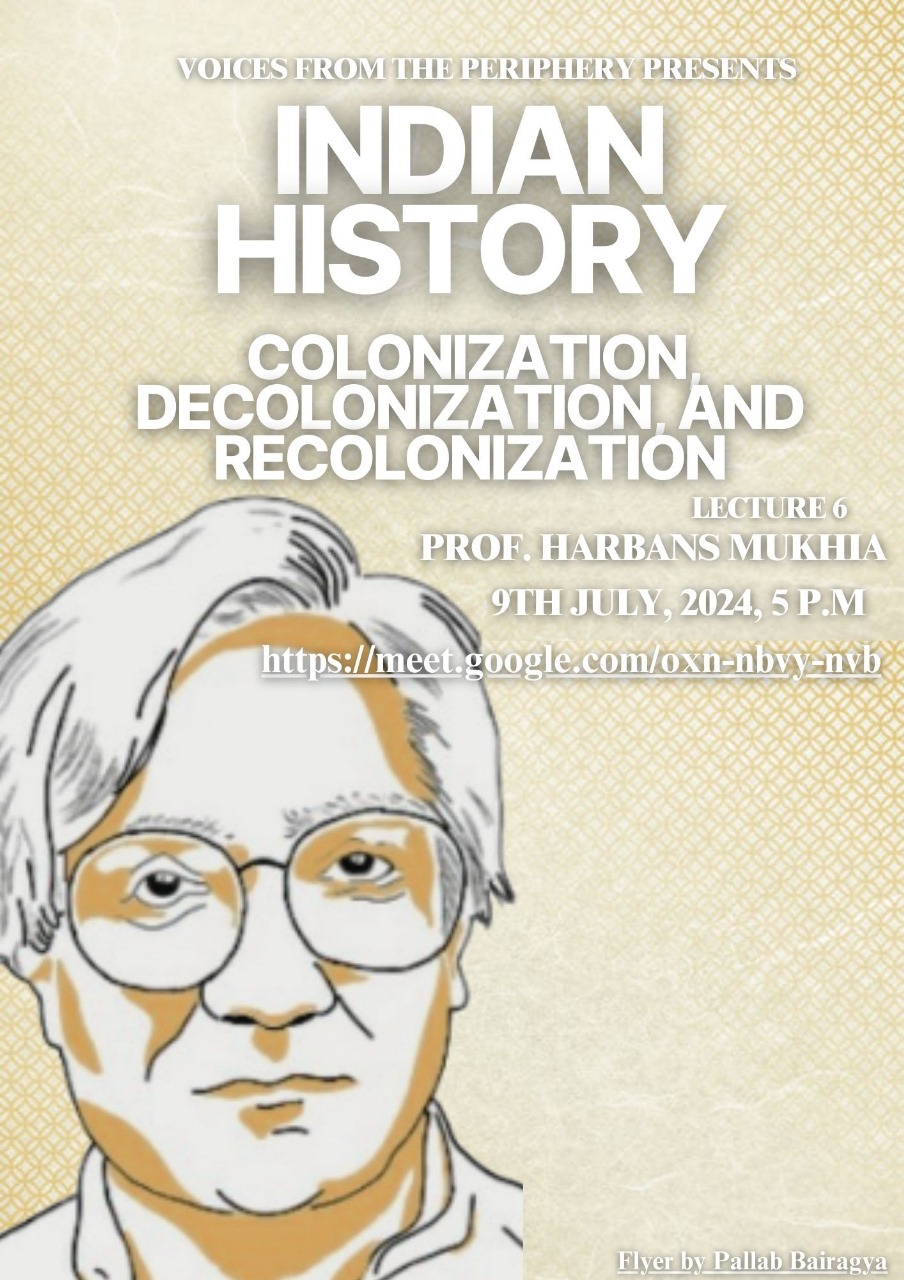 VOICES FROM THE PERIPHERY PRESENTS
INDIAN
HISTORY
COLONIZATION,
DECOLONIZATION, AND
RECOLONIZATION
LECTURE 6
PROF. HARBANS MUKHIA
9TH JULY, 2024, 5 P.M
https://meet.google.com/oxn-nbvy-nvb
Flyer by Pallab Bairagya